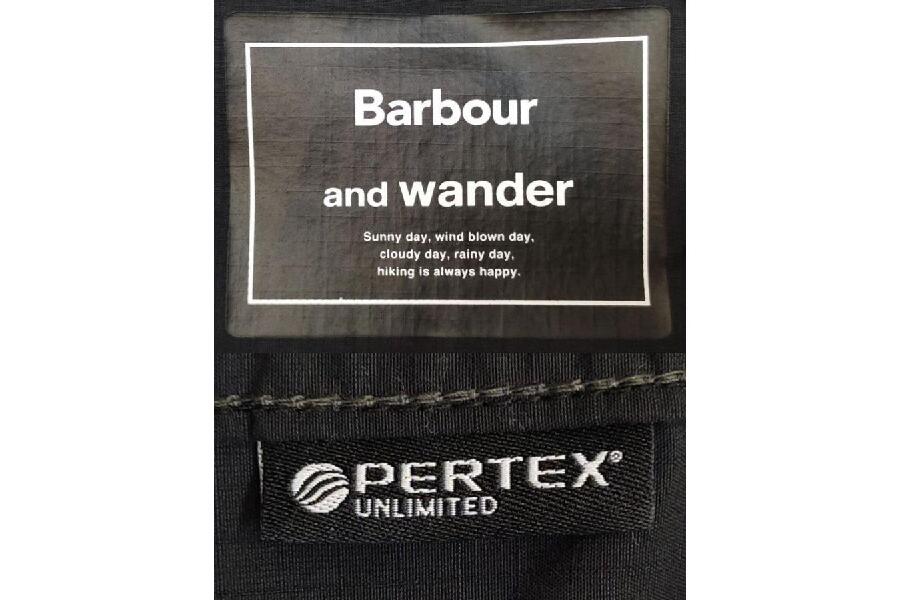 Barbour
and wander
Sunny day, wind blown day,
cloudy day, rainy day,
hiking is always happy.
PERTEX®
UNLIMITED